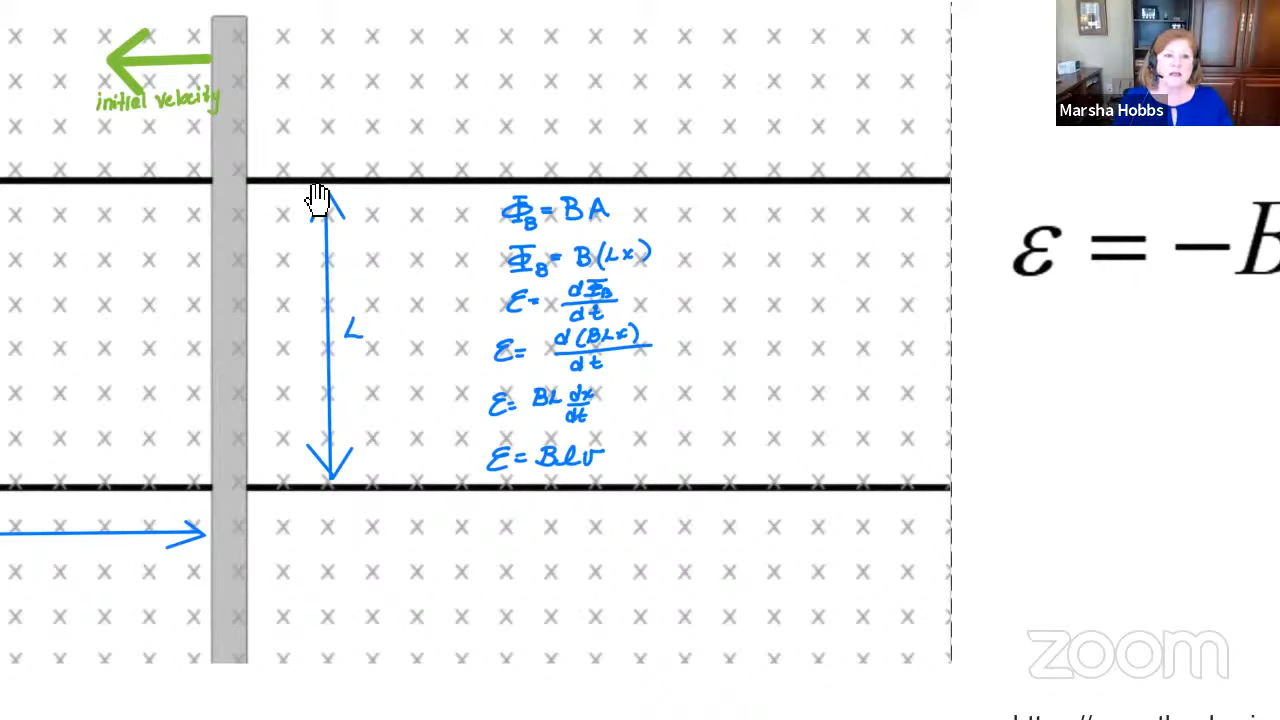 initial velocity
Marsha Hobbs
Φ_B = BA
Φ_B = B(Lx)
ε = dΦ_B/dt
ε = d(BLx)/dt
ε = BL dx/dt
ε = Blv
L
ε = −B
zoom